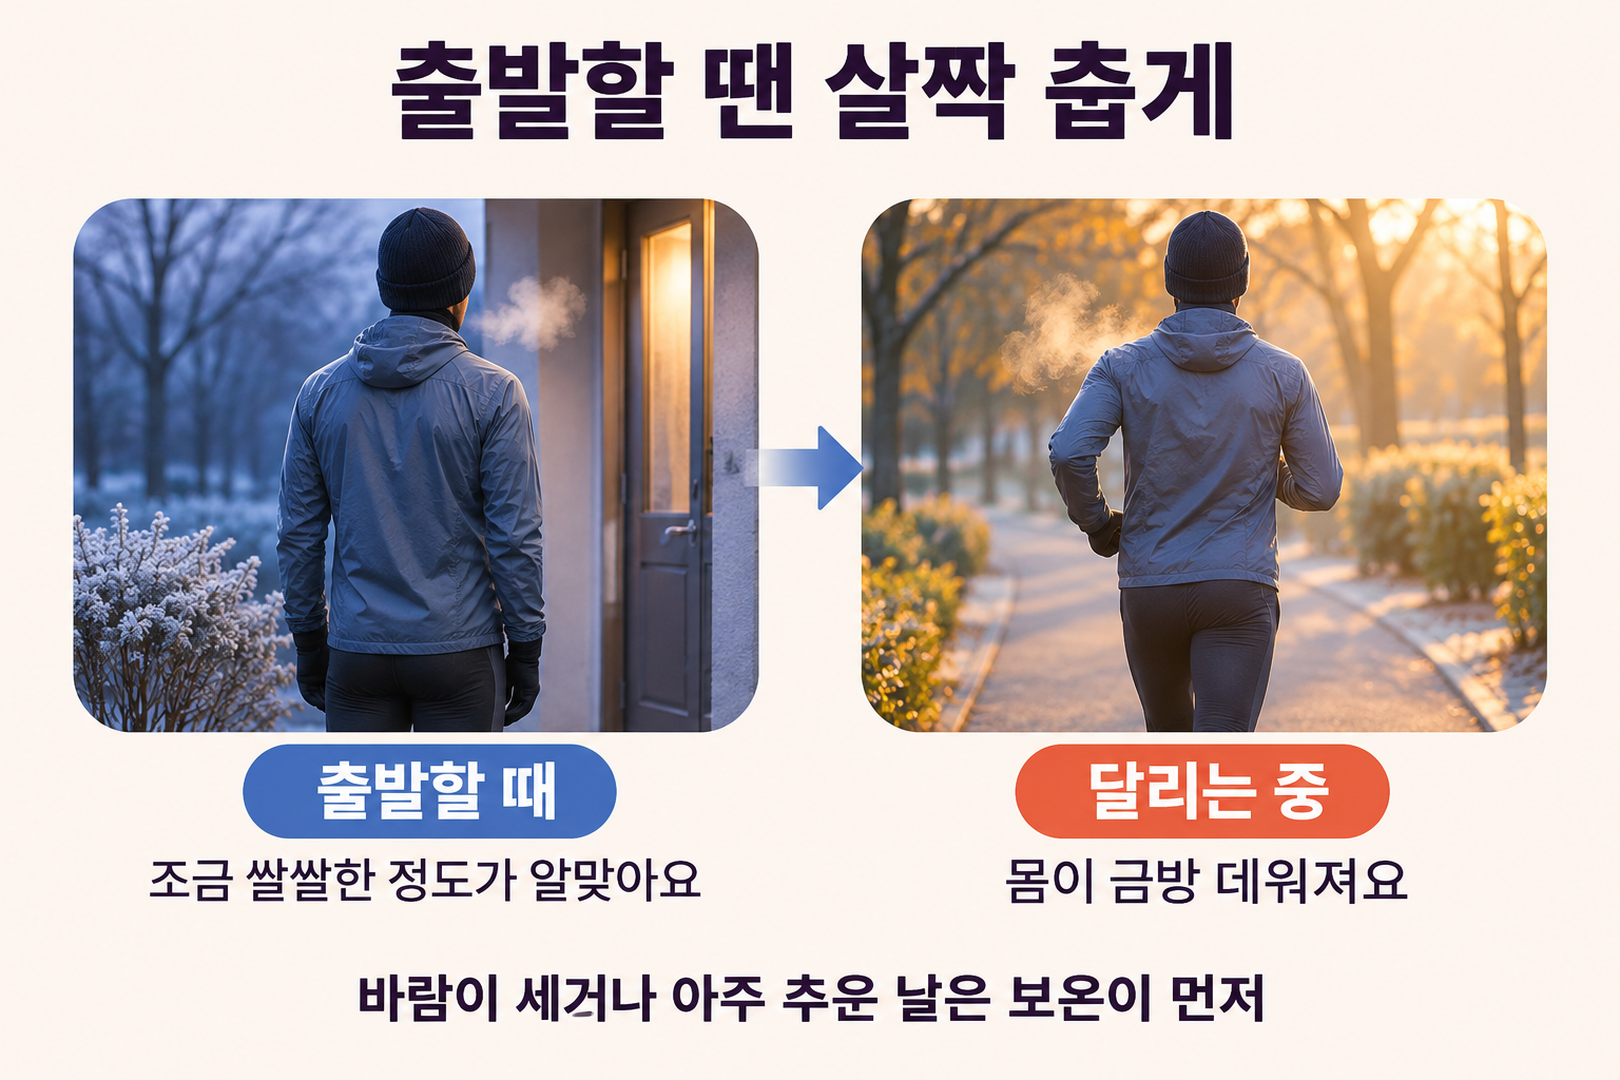 출발할 땐 살짝 춥게
출발할 때
조금 쌀쌀한 정도가 알맞아요
달리는 중
몸이 금방 데워져요
바람이 세거나 아주 추운 날은 보온이 먼저